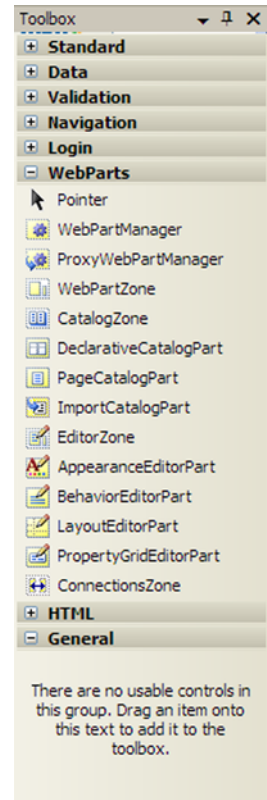 Toolbox
Standard
Data
Validation
Navigation
Login
WebParts
Pointer
WebPartManager
ProxyWebPartManager
WebPartZone
CatalogZone
DeclarativeCatalogPart
PageCatalogPart
ImportCatalogPart
EditorZone
AppearanceEditorPart
BehaviorEditorPart
LayoutEditorPart
PropertyGridEditorPart
ConnectionsZone
HTML
General
There are no usable controls in
this group. Drag an item onto
this text to add it to the
toolbox.